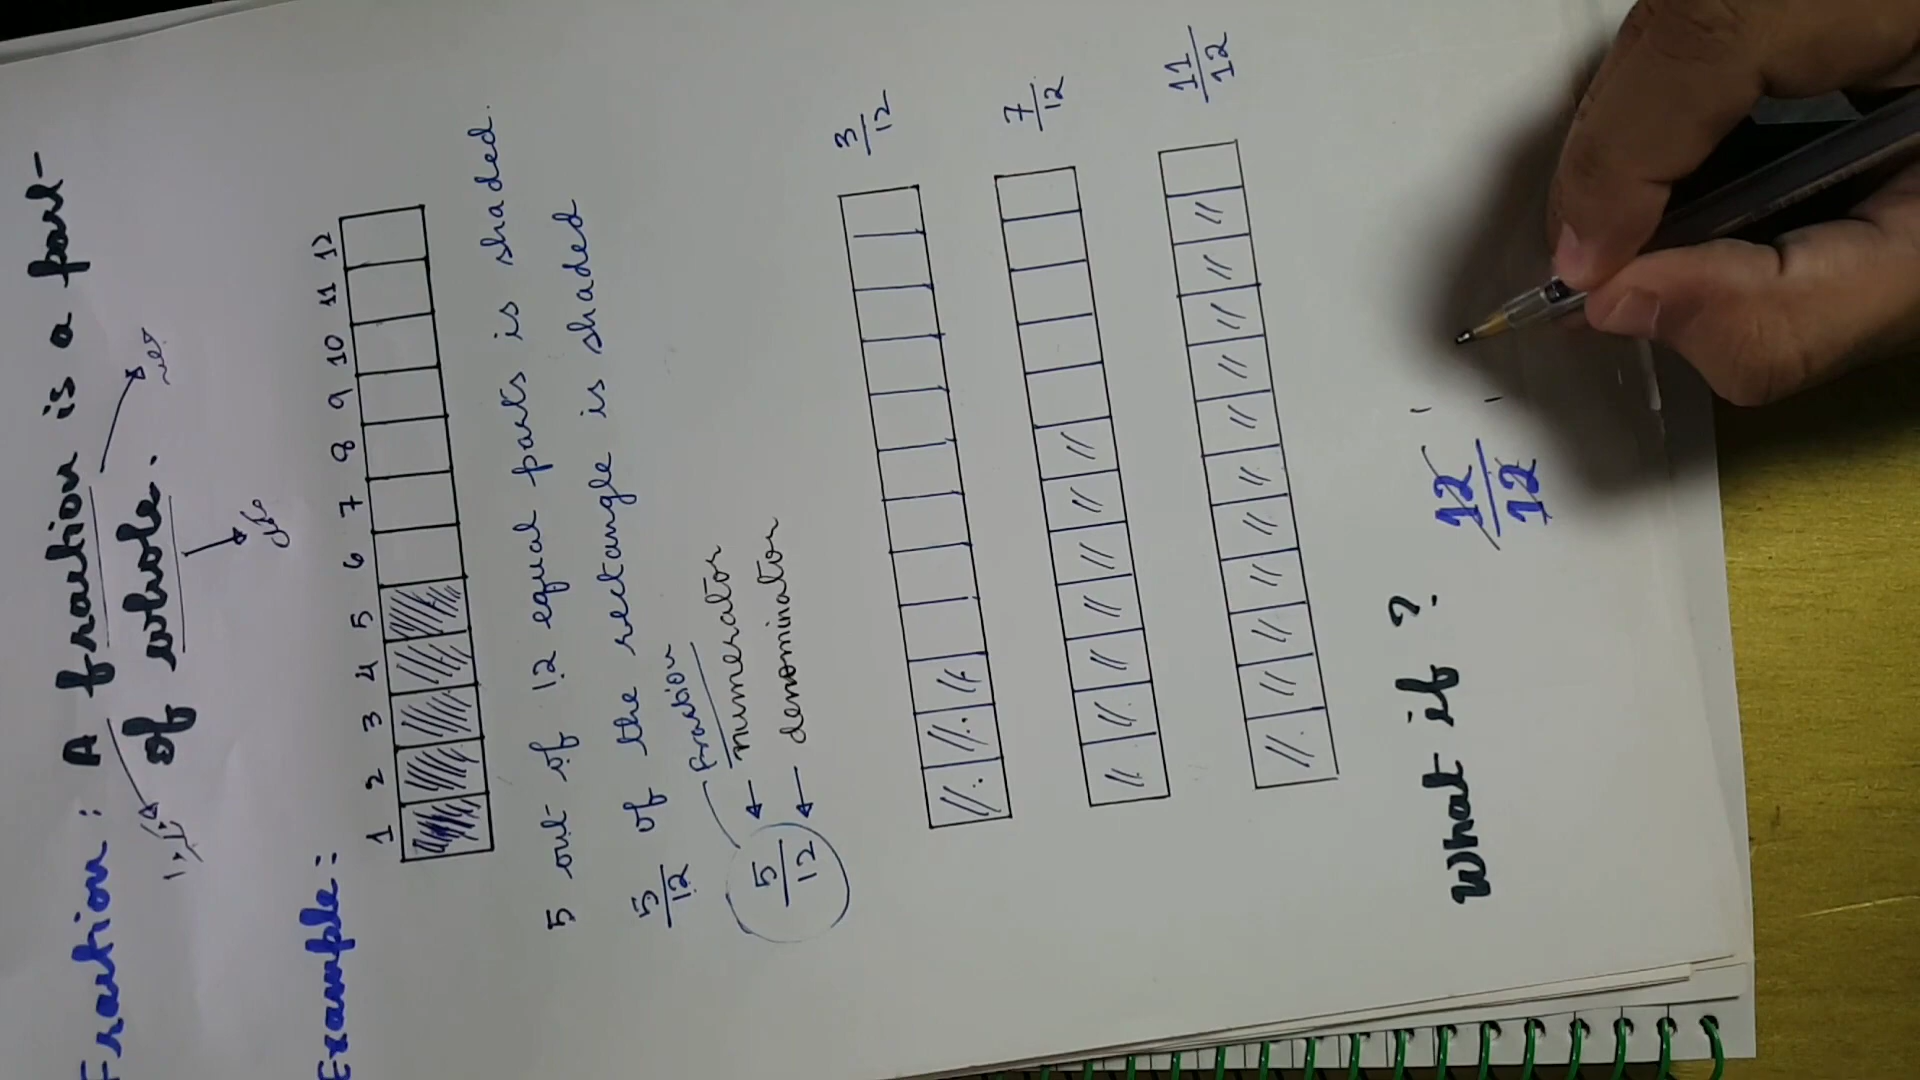 Fraction : A fraction is a part
of whole.
Example:
1 2 3 4 5 6 7 8 9 10 11 12
5 out of 12 equal parts is shaded.
5/12 of the rectangle is shaded
fraction
5/12 ← numerator
← denominator
3/12
7/12
11/12
What if ? 12/12
1
1